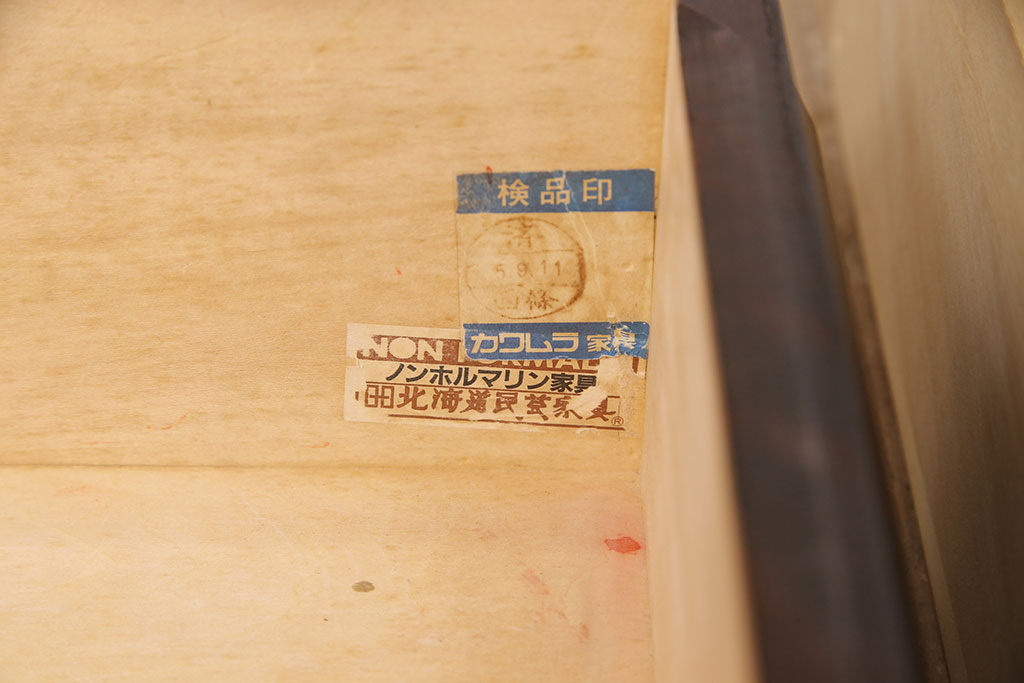 検品印
済
5.9.11
カワムラ家具
NON
ノンホルマリン家具
北海道民芸家具®